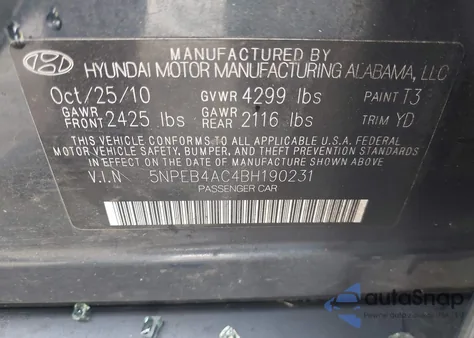 MANUFACTURED BY
HYUNDAI MOTOR MANUFACTURING ALABAMA, LLC
Oct/25/10 GVWR 4299 lbs PAINT T3
GAWR FRONT 2425 lbs GAWR REAR 2116 lbs TRIM YD
THIS VEHICLE CONFORMS TO ALL APPLICABLE U.S.A. FEDERAL
MOTOR VEHICLE SAFETY, BUMPER, AND THEFT PREVENTION STANDARDS
IN EFFECT ON THE DATE OF MANUFACTURE SHOWN ABOVE.
V.I.N 5NPEB4AC4BH190231
PASSENGER CAR
autoSnap